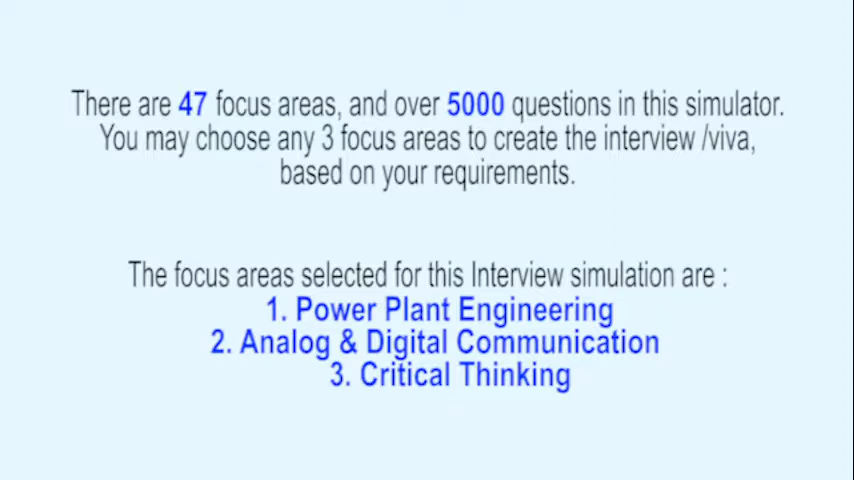 There are 47 focus areas, and over 5000 questions in this simulator.
You may choose any 3 focus areas to create the interview /viva,
based on your requirements.
The focus areas selected for this Interview simulation are :
1. Power Plant Engineering
2. Analog & Digital Communication
3. Critical Thinking